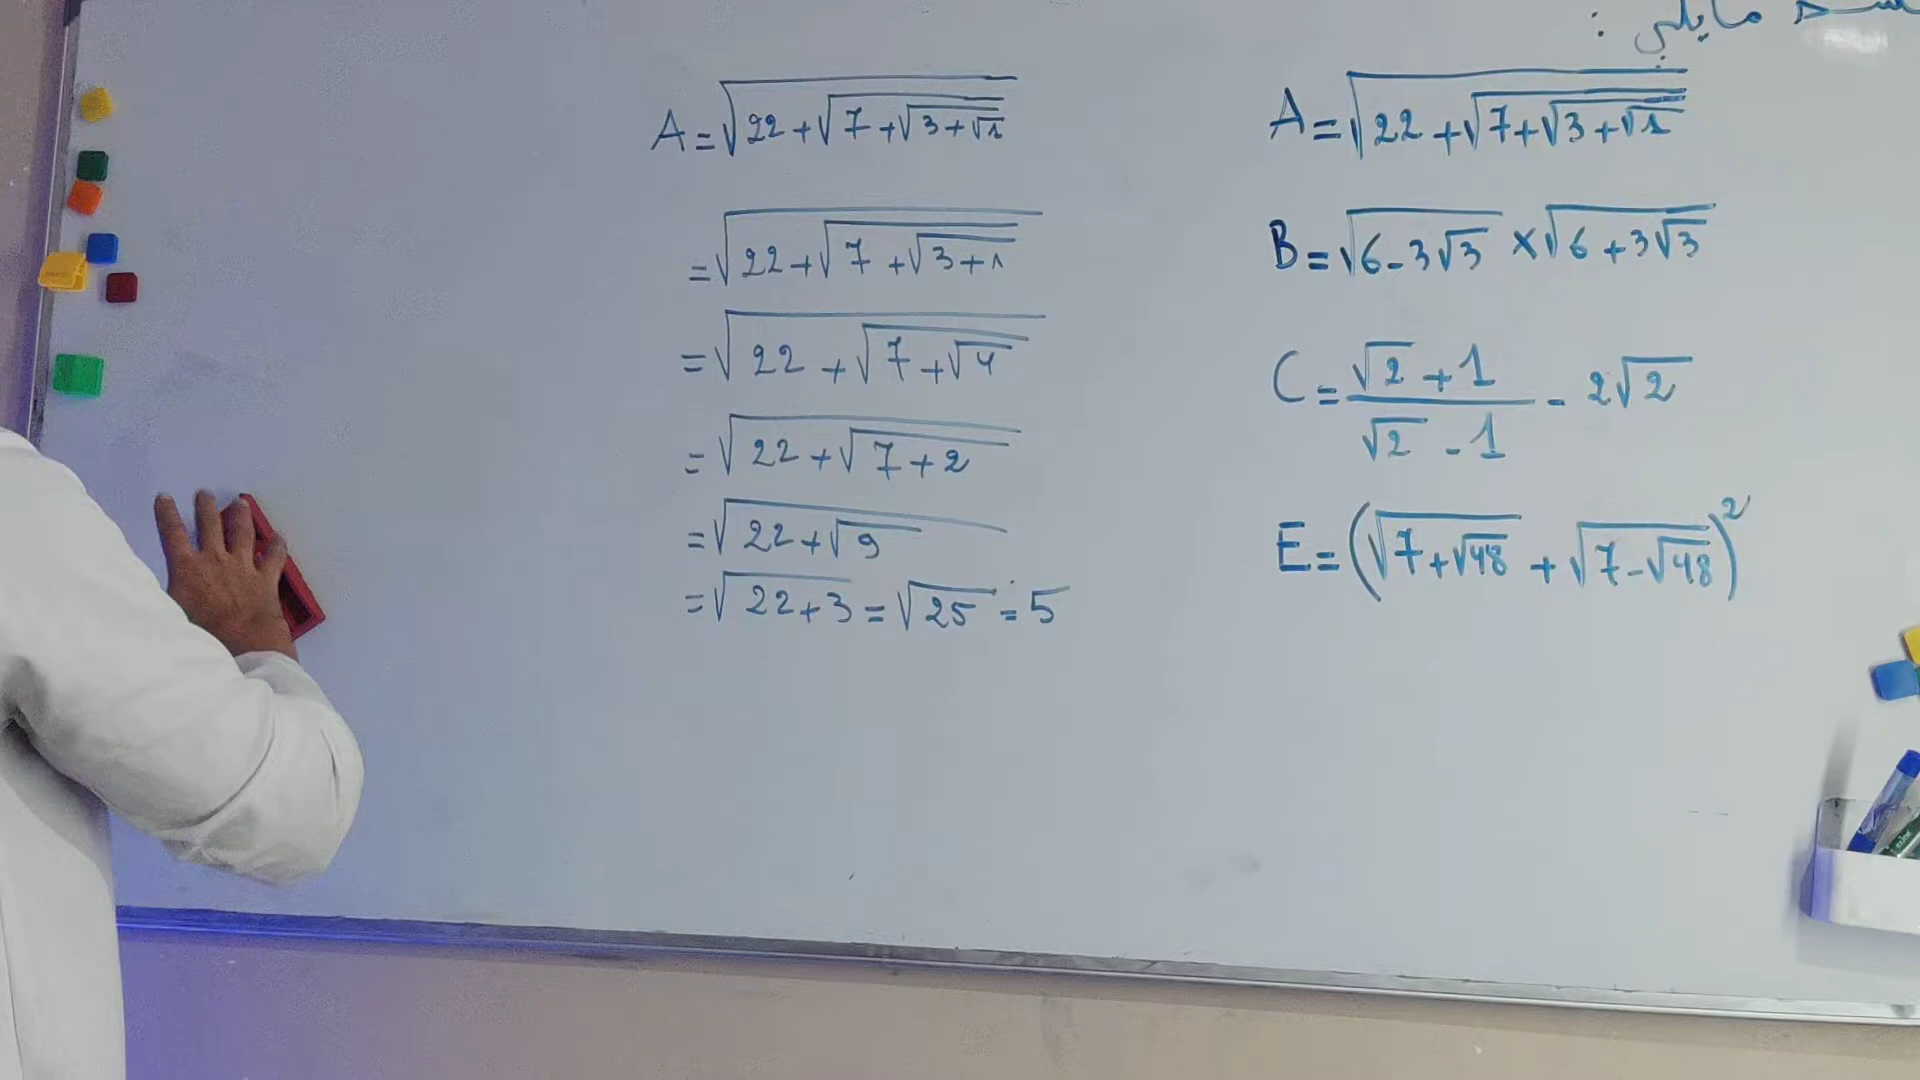 مايلي :
A = √(22 + √(7 + √(3 + √1)))
B = √(6 - 3√3) × √(6 + 3√3)
C = (√2 + 1)/(√2 - 1) - 2√2
E = (√(7 + √48) + √(7 - √48))²
A = √(22 + √(7 + √(3 + √1)))
= √(22 + √(7 + √(3 + 1)))
= √(22 + √(7 + √4))
= √(22 + √(7 + 2))
= √(22 + √9)
= √(22 + 3) = √25 = 5